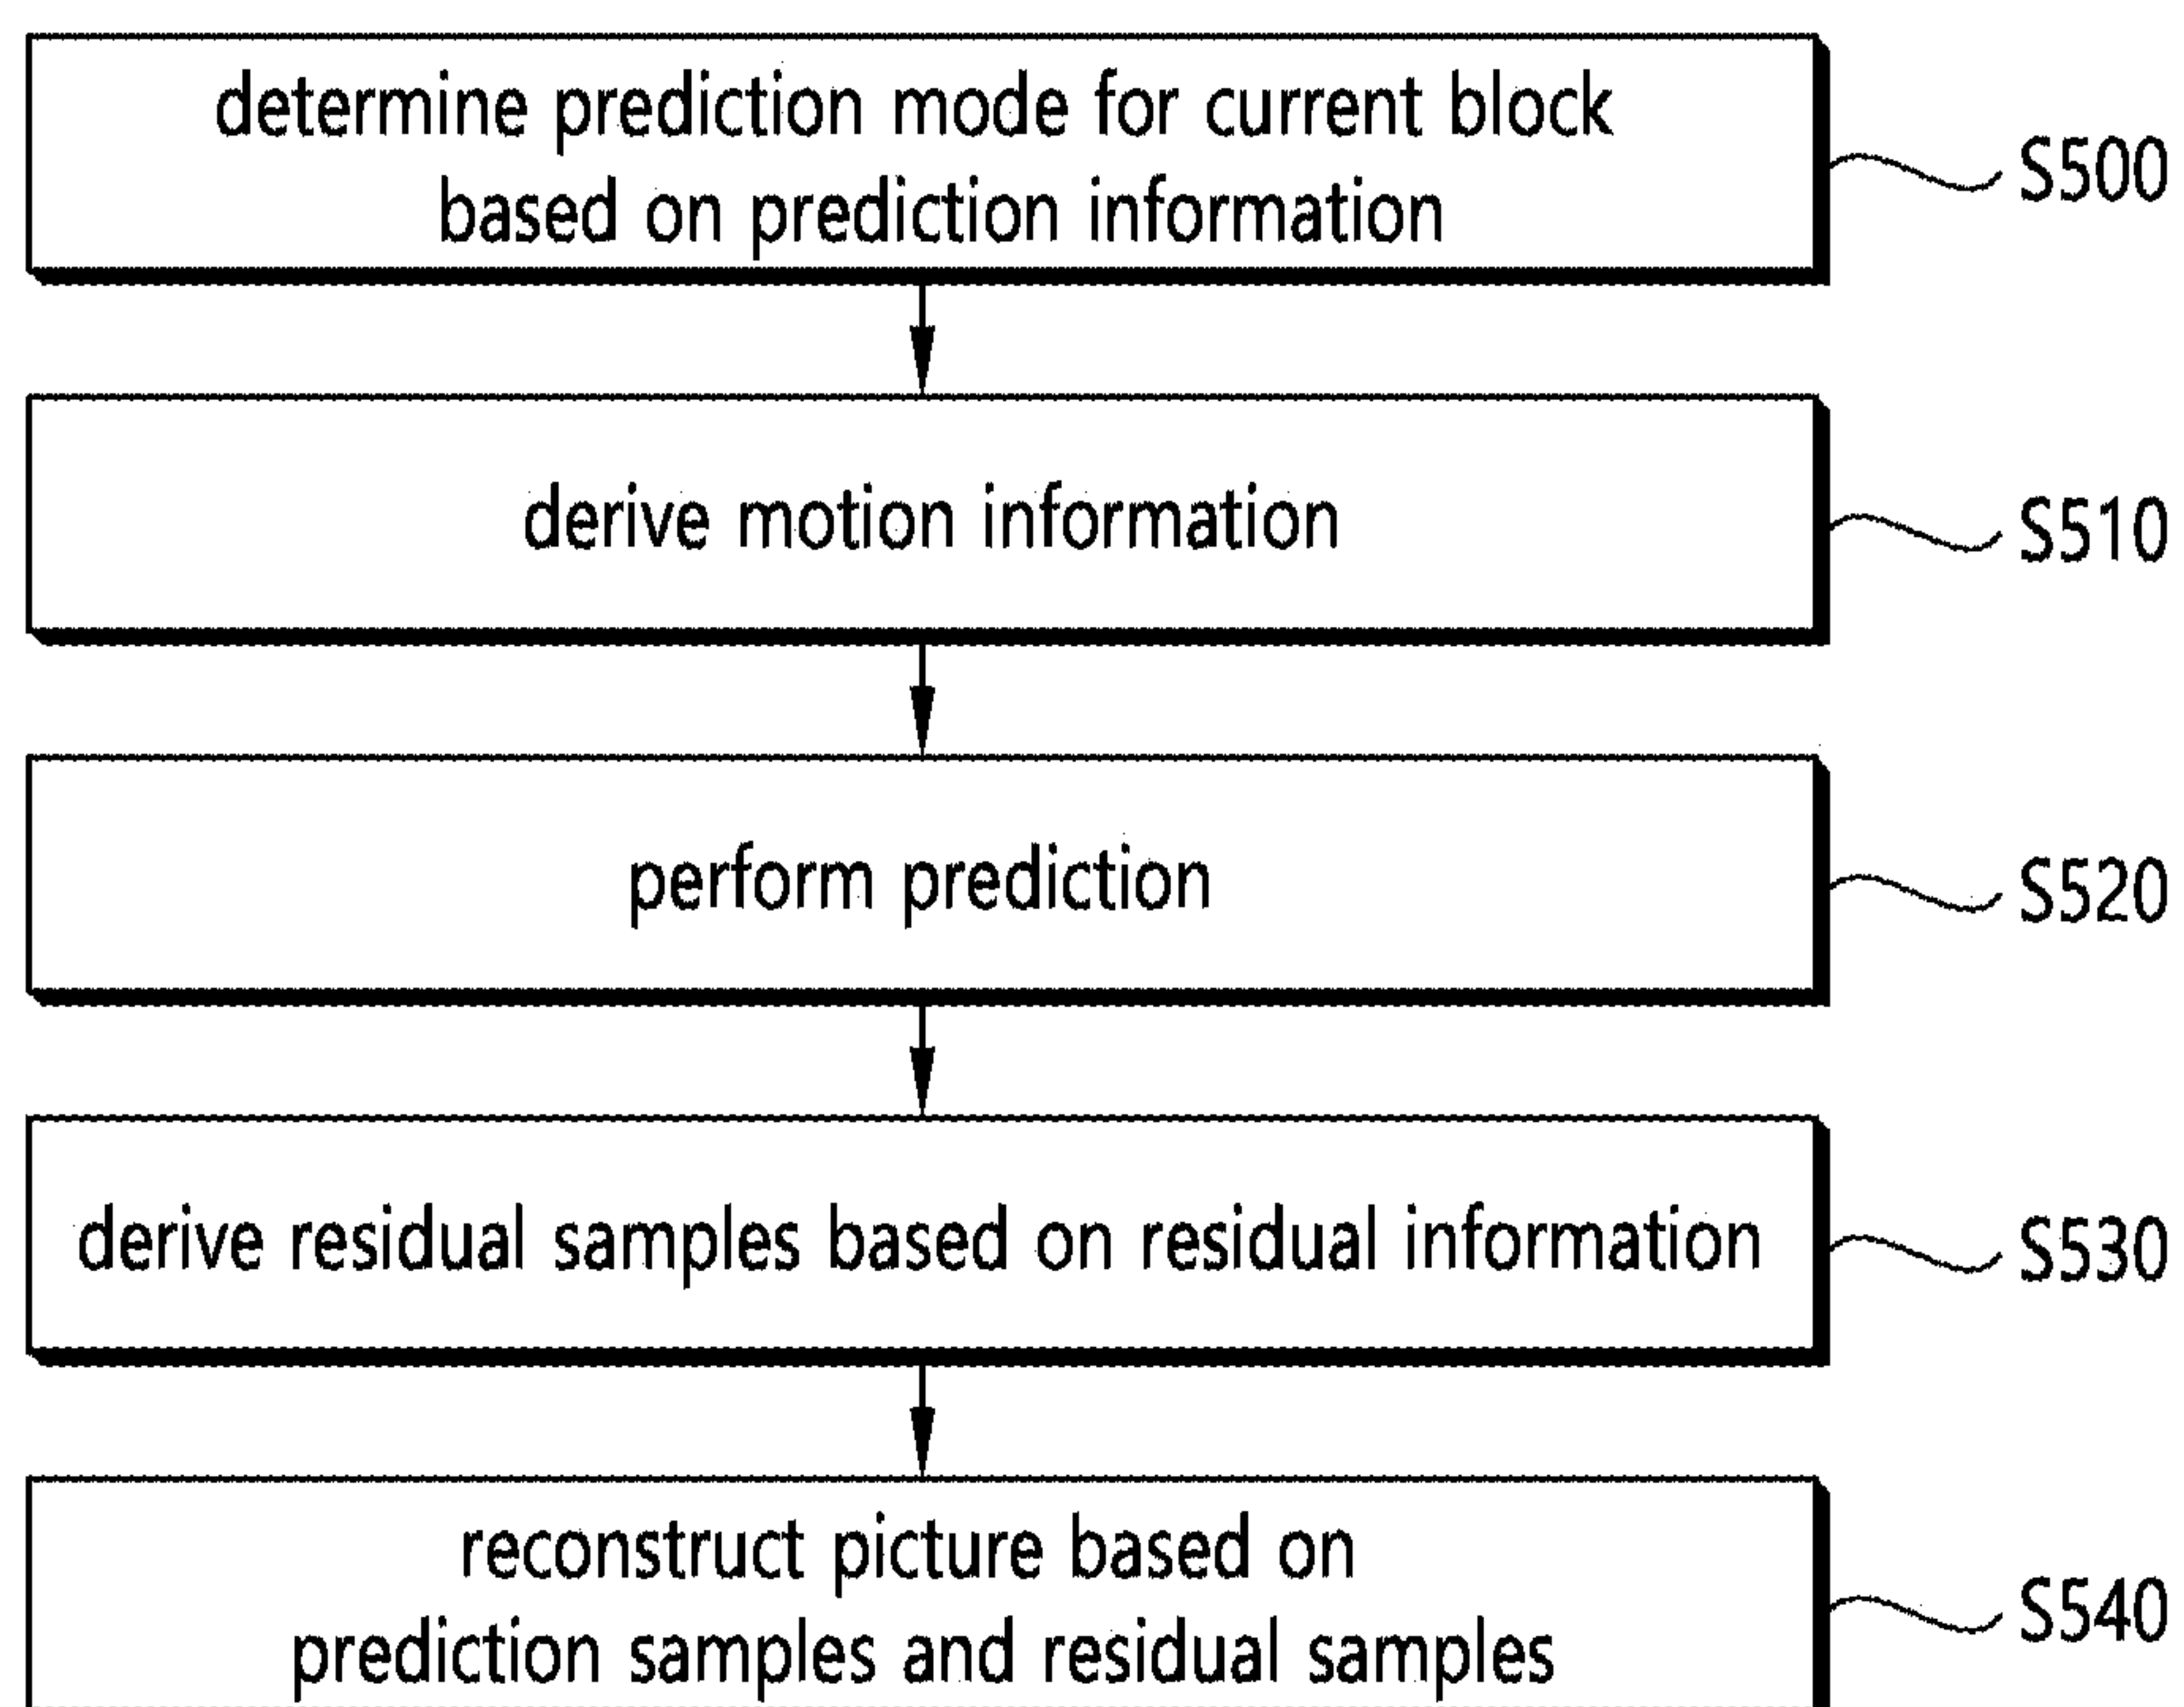 determine prediction mode for current block
based on prediction information
S500
derive motion information
S510
perform prediction
S520
derive residual samples based on residual information
S530
reconstruct picture based on
prediction samples and residual samples
S540